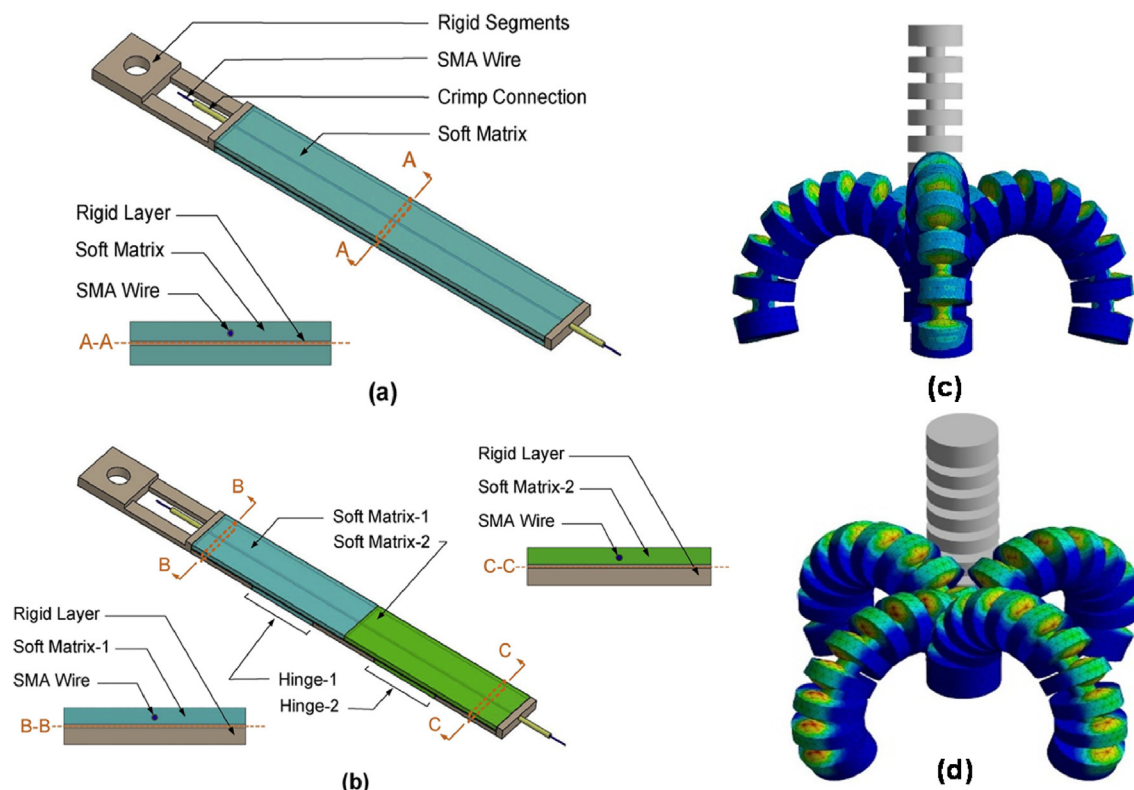 Rigid Segments
SMA Wire
Crimp Connection
Soft Matrix
A
A
Rigid Layer
Soft Matrix
SMA Wire
A-A
(a)
(c)
Rigid Layer
Soft Matrix-2
SMA Wire
C-C
B
B
Soft Matrix-1
Soft Matrix-2
Rigid Layer
Soft Matrix-1
SMA Wire
B-B
Hinge-1
Hinge-2
C
C
(b)
(d)